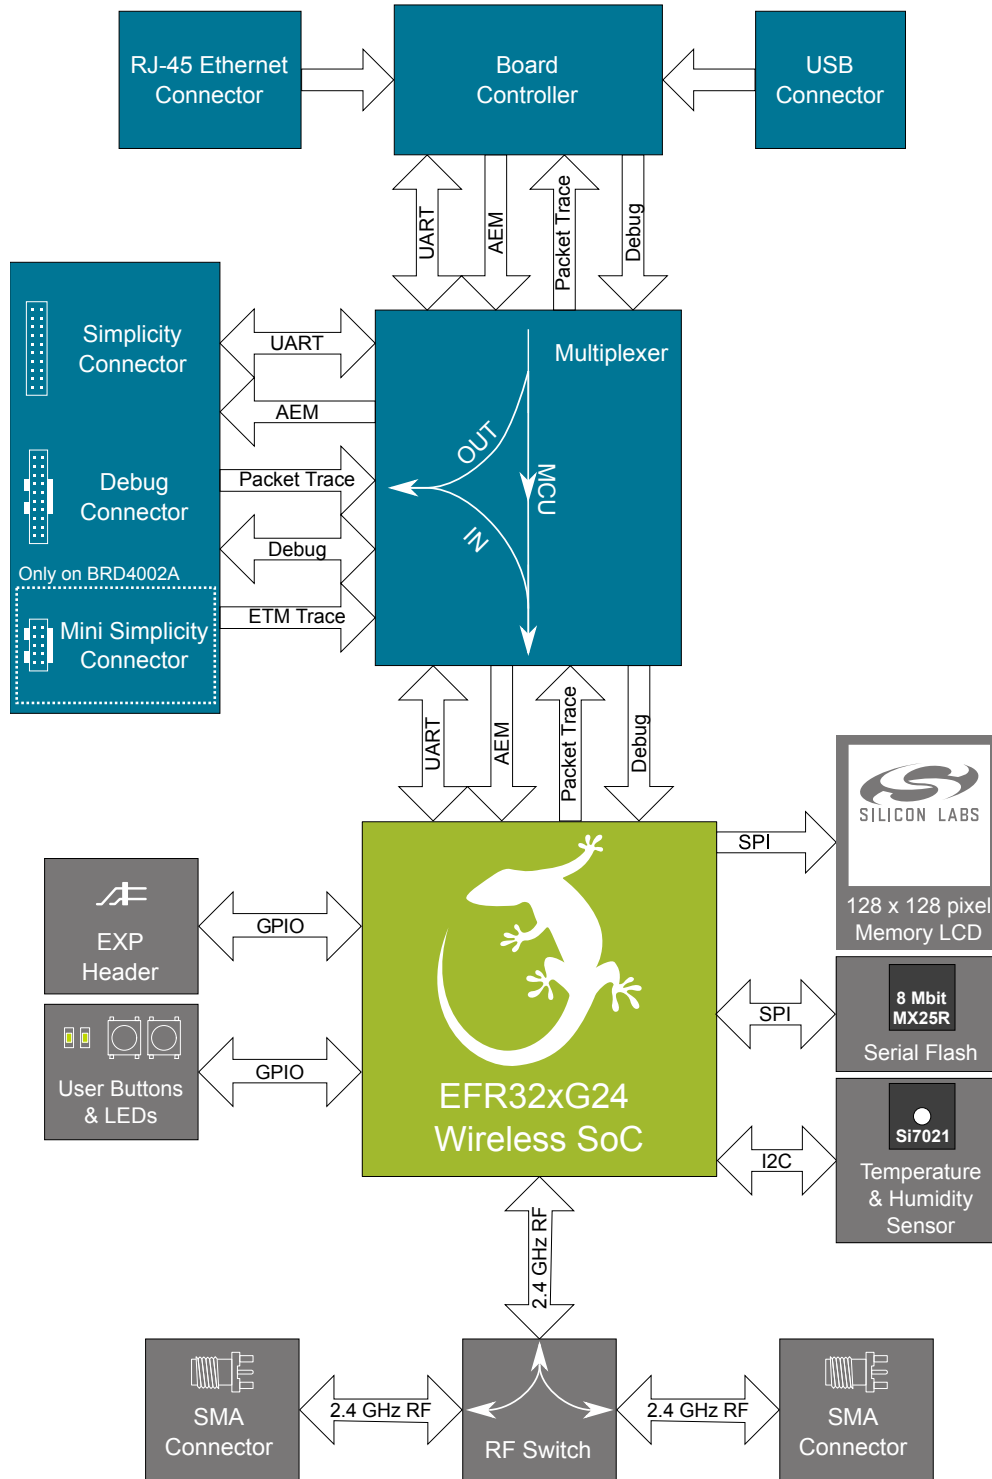 RJ-45 Ethernet
Connector
Board
Controller
USB
Connector
UART
AEM
Packet Trace
Debug
Simplicity
Connector
Debug
Connector
Only on BRD4002A
Mini Simplicity
Connector
UART
AEM
Packet Trace
Debug
ETM Trace
Multiplexer
OUT
MCU
IN
UART
AEM
Packet Trace
Debug
SPI
SILICON LABS
128 x 128 pixel
Memory LCD
EXP
Header
GPIO
User Buttons
& LEDs
GPIO
EFR32xG24
Wireless SoC
SPI
8 Mbit
MX25R
Serial Flash
I2C
Si7021
Temperature
& Humidity
Sensor
2.4 GHz RF
SMA
Connector
2.4 GHz RF
RF Switch
2.4 GHz RF
SMA
Connector